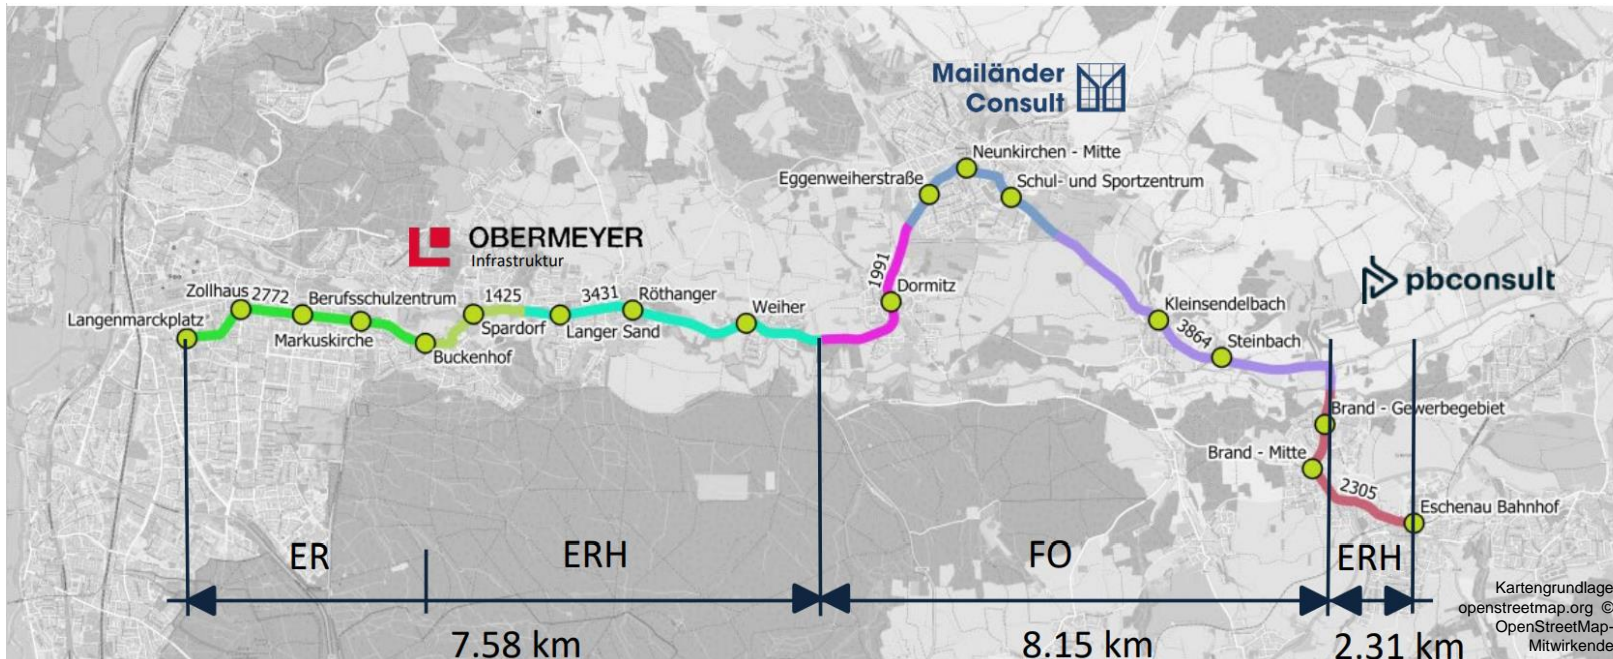 Mailänder
Consult
Neunkirchen - Mitte
Eggenweiherstraße
Schul- und Sportzentrum
OBERMEYER
Infrastruktur
1991
pbconsult
Zollhaus
2772
Berufsschulzentrum
1425
3431
Röthanger
Dormitz
Langenmarckplatz
Weiher
Kleinsendelbach
Markuskirche
Spardorf
Langer Sand
3864
Steinbach
Buckenhof
Brand - Gewerbegebiet
Brand - Mitte
2305
Eschenau Bahnhof
ER
ERH
FO
ERH
7.58 km
8.15 km
2.31 km
Kartengrundlage
openstreetmap.org ©
OpenStreetMap-
Mitwirkende